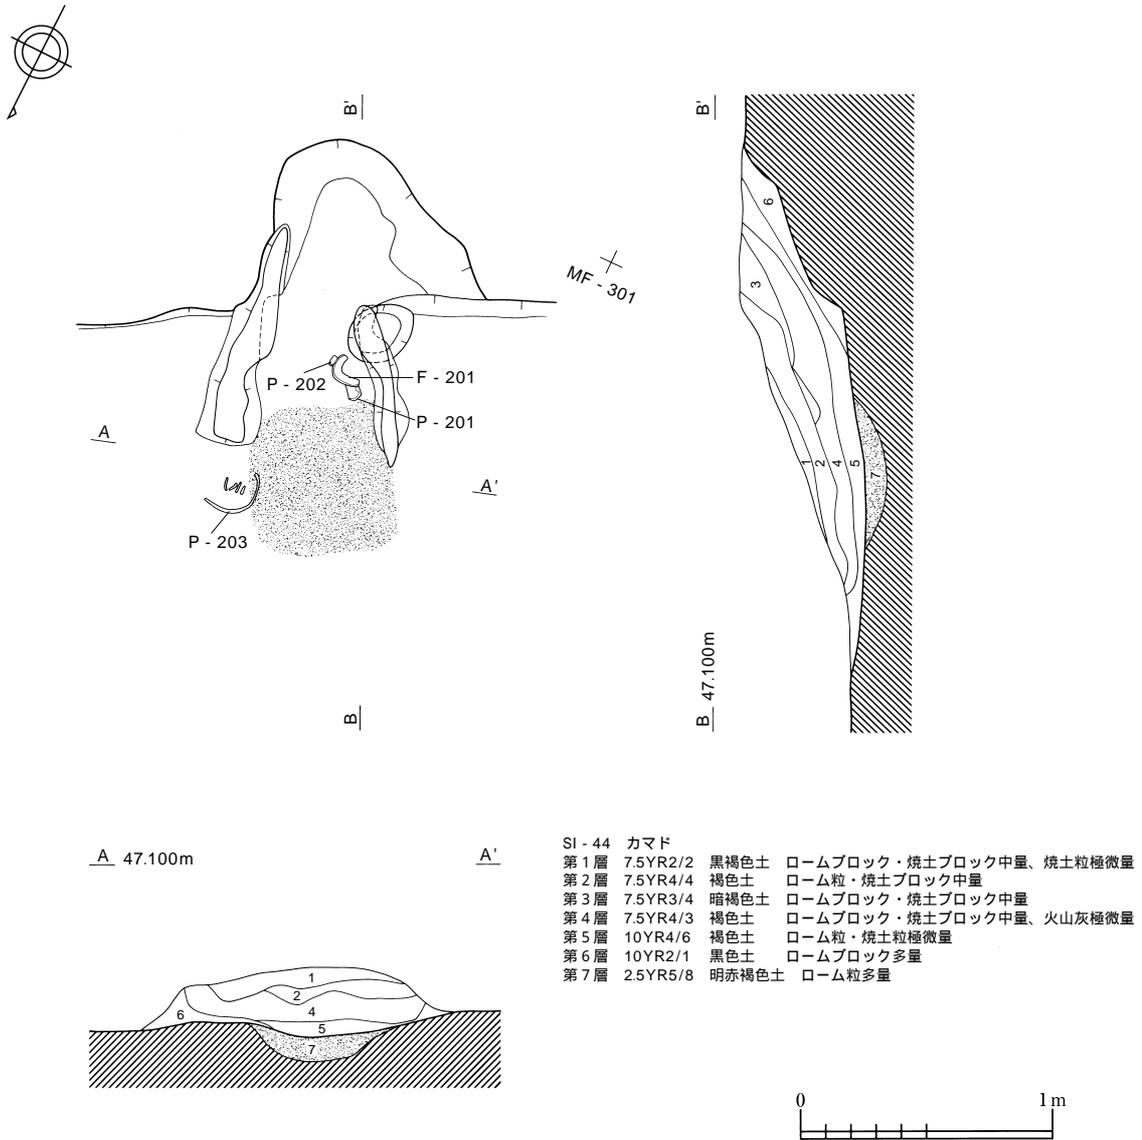 B'
B'
MF - 301
6
3
P - 202
F - 201
P - 201
A
A'
1 2 4 5 7
P - 203
B
B 47.100m
A 47.100m
A'
SI - 44 カマド
第1層 7.5YR2/2 黒褐色土 ロームブロック・焼土ブロック中量、焼土粒極微量
第2層 7.5YR4/4 褐色土 ローム粒・焼土ブロック中量
第3層 7.5YR3/4 暗褐色土 ロームブロック・焼土ブロック中量
第4層 7.5YR4/3 褐色土 ロームブロック・焼土ブロック中量、火山灰極微量
第5層 10YR4/6 褐色土 ローム粒・焼土粒極微量
第6層 10YR2/1 黒色土 ロームブロック多量
第7層 2.5YR5/8 明赤褐色土 ローム粒多量
1
2
4
6
5
7
0 1m